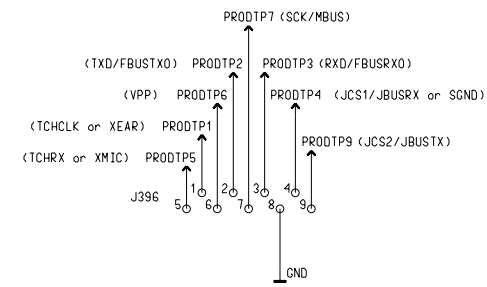 PRODTP7 (SCK/MBUS)
(TXD/FBUSTXO) PRODTP2 PRODTP3 (RXD/FBUSRXO)
(VPP) PRODTP6 PRODTP4 (JCS1/JBUSRX or SGND)
(TCHCLK or XEAR) PRODTP1
PRODTP9 (JCS2/JBUSTX)
(TCHRX or XMIC) PRODTP5
J396 1 2 3 4
5 6 7 8 9
GND